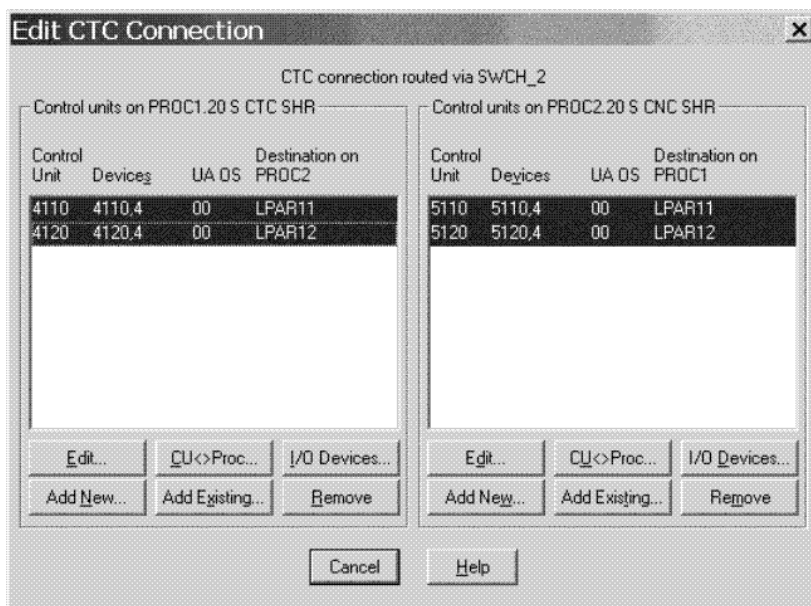 Edit CTC Connection
CTC connection routed via SWCH_2
Control units on PROC1.20 S CTC SHR
Control Unit Devices UA OS Destination on PROC2
4110 4110,4 00 LPAR11
4120 4120,4 00 LPAR12
Edit... CU<>Proc... I/O Devices...
Add New... Add Existing... Remove
Control units on PROC2.20 S CNC SHR
Control Unit Devices UA OS Destination on PROC1
5110 5110,4 00 LPAR11
5120 5120,4 00 LPAR12
Edit... CU<>Proc... I/O Devices...
Add New... Add Existing... Remove
Cancel Help